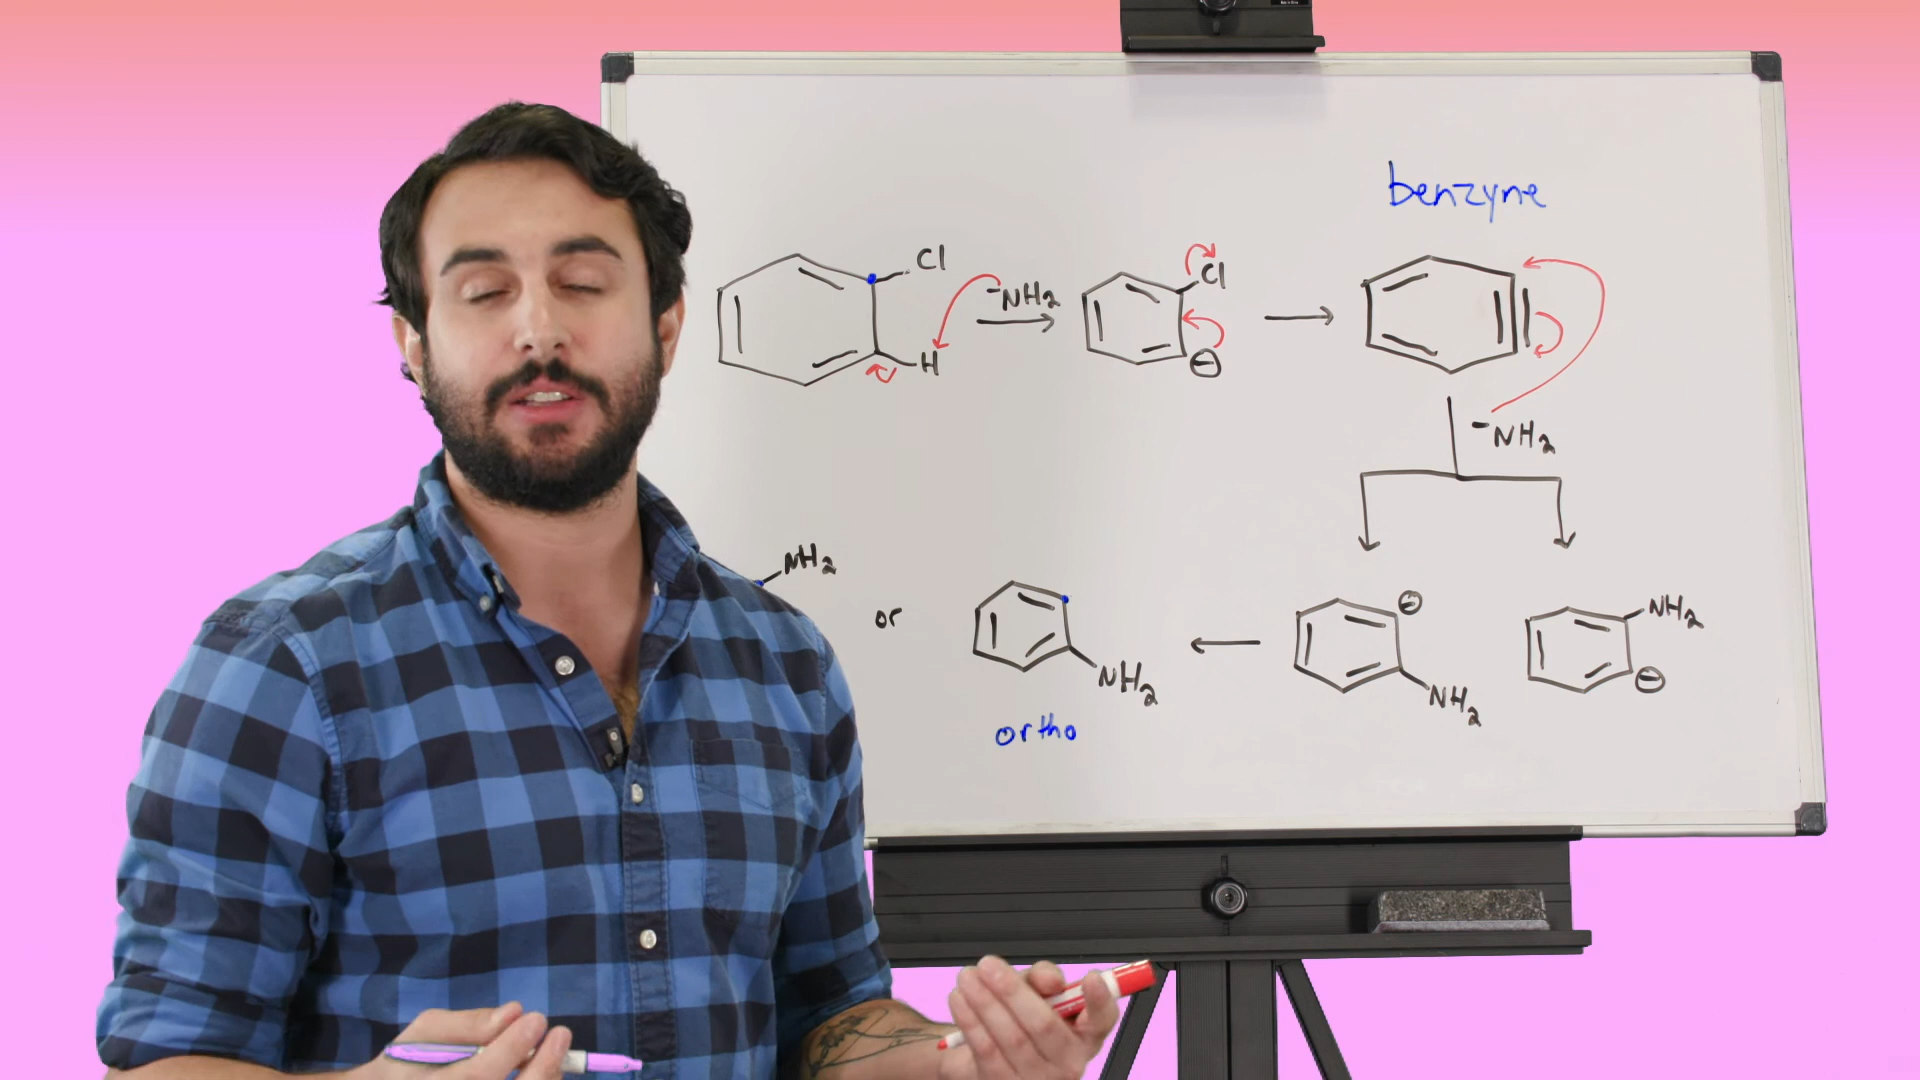 benzyne
Cl
-NH2
H
Cl
⊖
-NH2
NH2
or
NH2
ortho
⊖
NH2
NH2
⊖